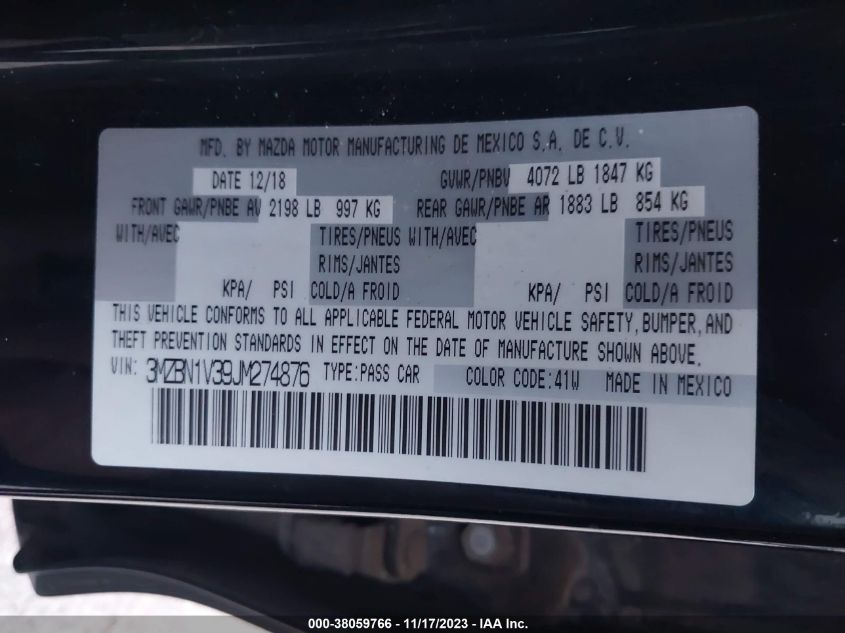 MFD. BY MAZDA MOTOR MANUFACTURING DE MEXICO S.A. DE C.V.
DATE 12/18 GVWR/PNBV 4072 LB 1847 KG
FRONT GAWR/PNBE AV 2198 LB 997 KG REAR GAWR/PNBE AR 1883 LB 854 KG
WITH/AVEC TIRES/PNEUS WITH/AVEC TIRES/PNEUS
RIMS/JANTES RIMS/JANTES
KPA/ PSI COLD/A FROID KPA/ PSI COLD/A FROID
THIS VEHICLE CONFORMS TO ALL APPLICABLE FEDERAL MOTOR VEHICLE SAFETY, BUMPER, AND
THEFT PREVENTION STANDARDS IN EFFECT ON THE DATE OF MANUFACTURE SHOWN ABOVE.
VIN: 3MZBN1V39JM274876 TYPE:PASS CAR COLOR CODE:41W MADE IN MEXICO
000-38059766 - 11/17/2023 - IAA Inc.